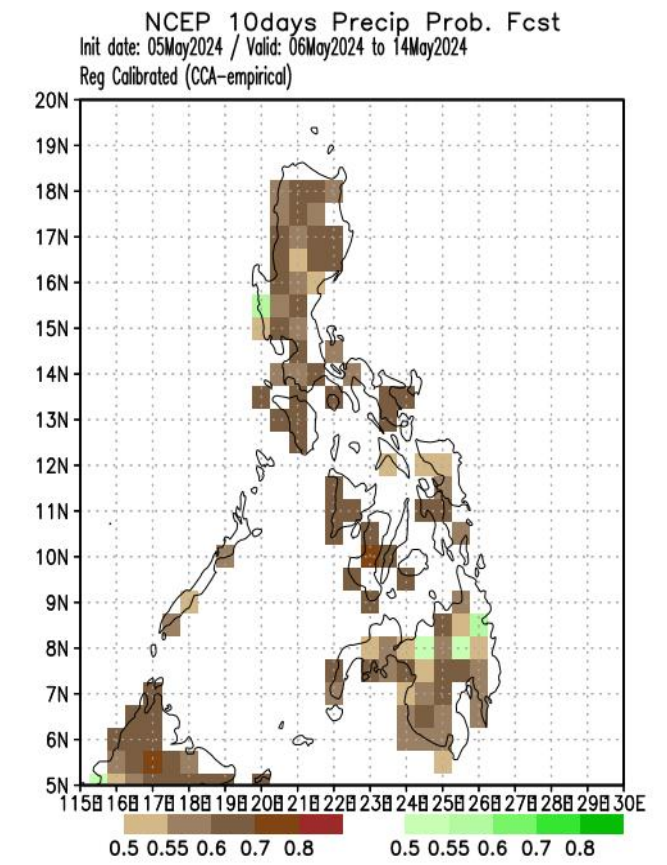 NCEP 10days Precip Prob. Fcst
Init date: 05May2024 / Valid: 06May2024 to 14May2024
Reg Calibrated (CCA-empirical)
20N
19N
18N
17N
16N
15N
14N
13N
12N
11N
10N
9N
8N
7N
6N
5N
115E 116E 117E 119E 120E 121E 122E 123E 124E 125E 126E 127E 128E 129E 130E
0.5 0.55 0.6 0.7 0.8 0.5 0.55 0.6 0.7 0.8